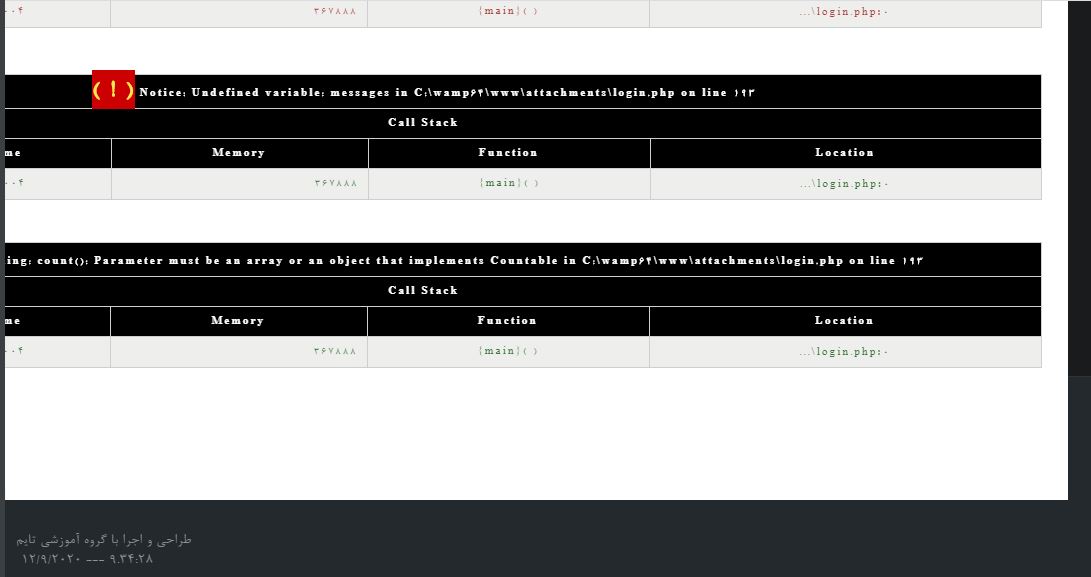 ۰۰۴ ۳۶۷۸۸۸ {main}( ) ...\login.php:۰
( ! ) Notice: Undefined variable: messages in C:\wamp۶۴\www\attachments\login.php on line ۱۹۳
Call Stack
me Memory Function Location
۰۰۴ ۳۶۷۸۸۸ {main}( ) ...\login.php:۰
ing: count(): Parameter must be an array or an object that implements Countable in C:\wamp۶۴\www\attachments\login.php on line ۱۹۳
Call Stack
me Memory Function Location
۰۰۴ ۳۶۷۸۸۸ {main}( ) ...\login.php:۰
طراحی و اجرا با گروه آموزشی تایم
۱۲/۹/۲۰۲۰ --- ۹:۳۴:۲۸